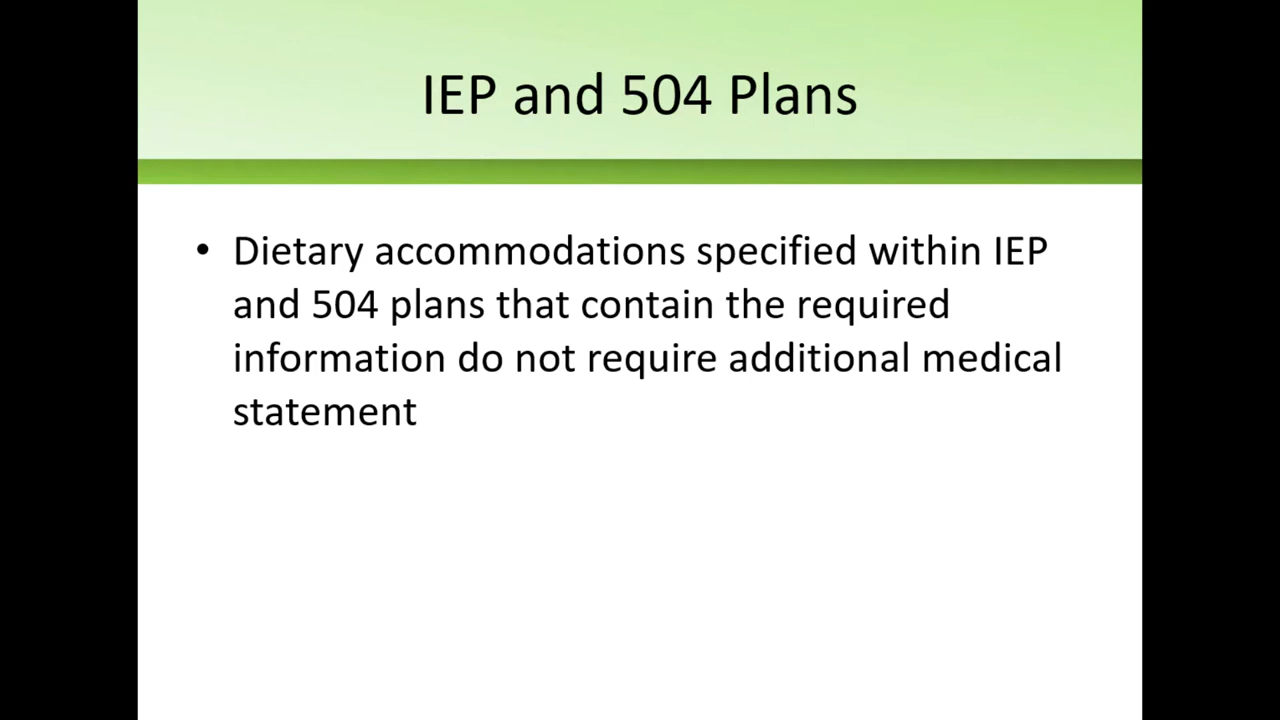 IEP and 504 Plans
• Dietary accommodations specified within IEP
and 504 plans that contain the required
information do not require additional medical
statement